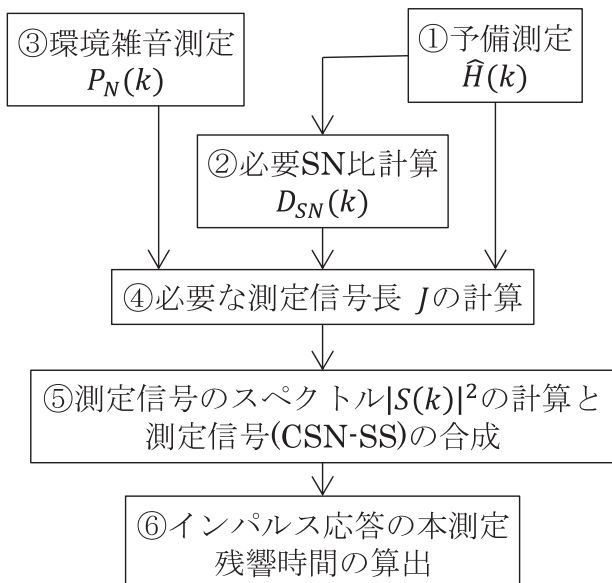 ③環境雑音測定
P_N(k)
①予備測定
Ĥ(k)
②必要SN比計算
D_{SN}(k)
④必要な測定信号長 Jの計算
⑤測定信号のスペクトル|S(k)|²の計算と
測定信号(CSN-SS)の合成
⑥インパルス応答の本測定
残響時間の算出